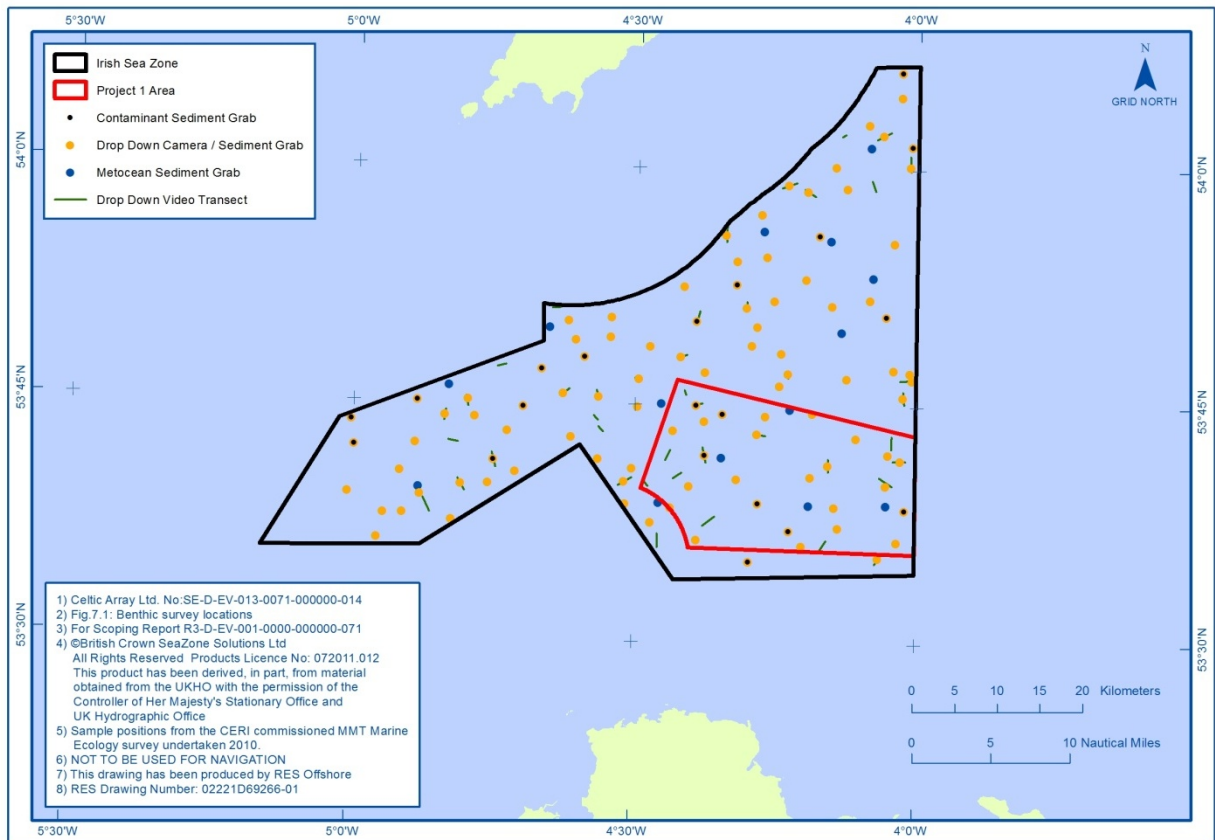 5°30'W
5°0'W
4°30'W
4°0'W
Irish Sea Zone
Project 1 Area
Contaminant Sediment Grab
Drop Down Camera / Sediment Grab
Metocean Sediment Grab
Drop Down Video Transect
N
GRID NORTH
54°0'N
54°0'N
53°45'N
53°45'N
53°30'N
53°30'N
1) Celtic Array Ltd. No:SE-D-EV-013-0071-000000-014
2) Fig.7.1: Benthic survey locations
3) For Scoping Report R3-D-EV-001-0000-000000-071
4) ©British Crown SeaZone Solutions Ltd
All Rights Reserved Products Licence No: 072011.012
This product has been derived, in part, from material
obtained from the UKHO with the permission of the
Controller of Her Majesty's Stationary Office and
UK Hydrographic Office
5) Sample positions from the CERI commissioned MMT Marine
Ecology survey undertaken 2010.
6) NOT TO BE USED FOR NAVIGATION
7) This drawing has been produced by RES Offshore
8) RES Drawing Number: 02221D69266-01
0 5 10 15 20 Kilometers
0 5 10 Nautical Miles
5°30'W
5°0'W
4°30'W
4°0'W